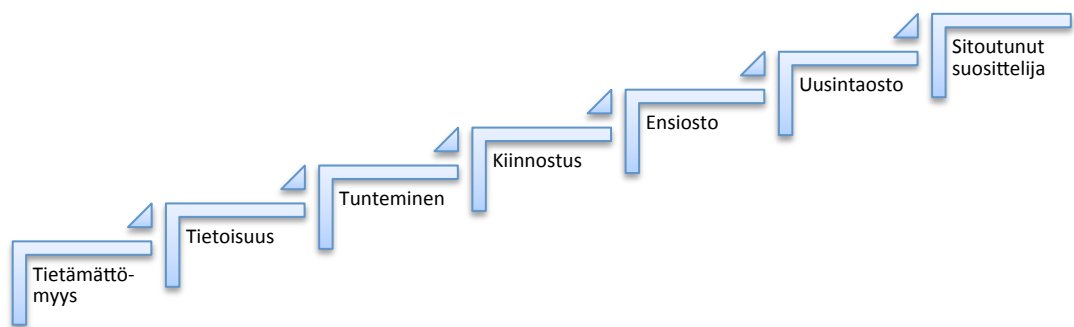 Tietämättö-
myys
Tietoisuus
Tunteminen
Kiinnostus
Ensiosto
Uusintaosto
Sitoutunut
suosittelija